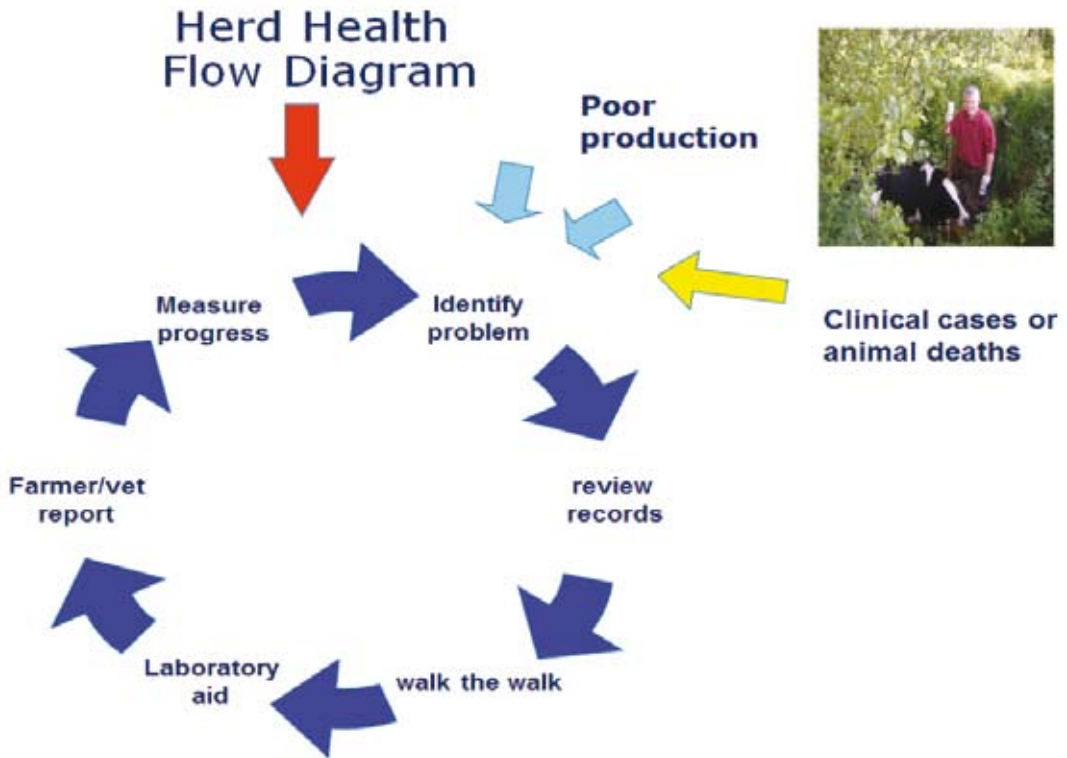 Herd Health
Flow Diagram
Poor
production
Clinical cases or
animal deaths
Measure
progress
Identify
problem
review
records
walk the walk
Laboratory
aid
Farmer/vet
report